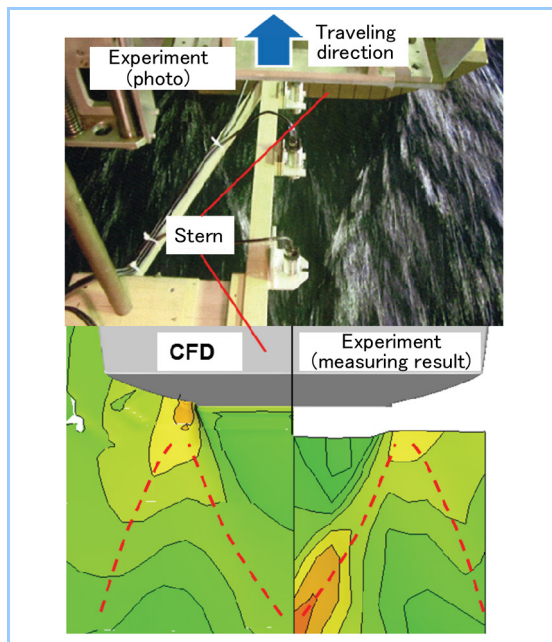 Traveling
direction
Experiment
(photo)
Stern
CFD
Experiment
(measuring result)